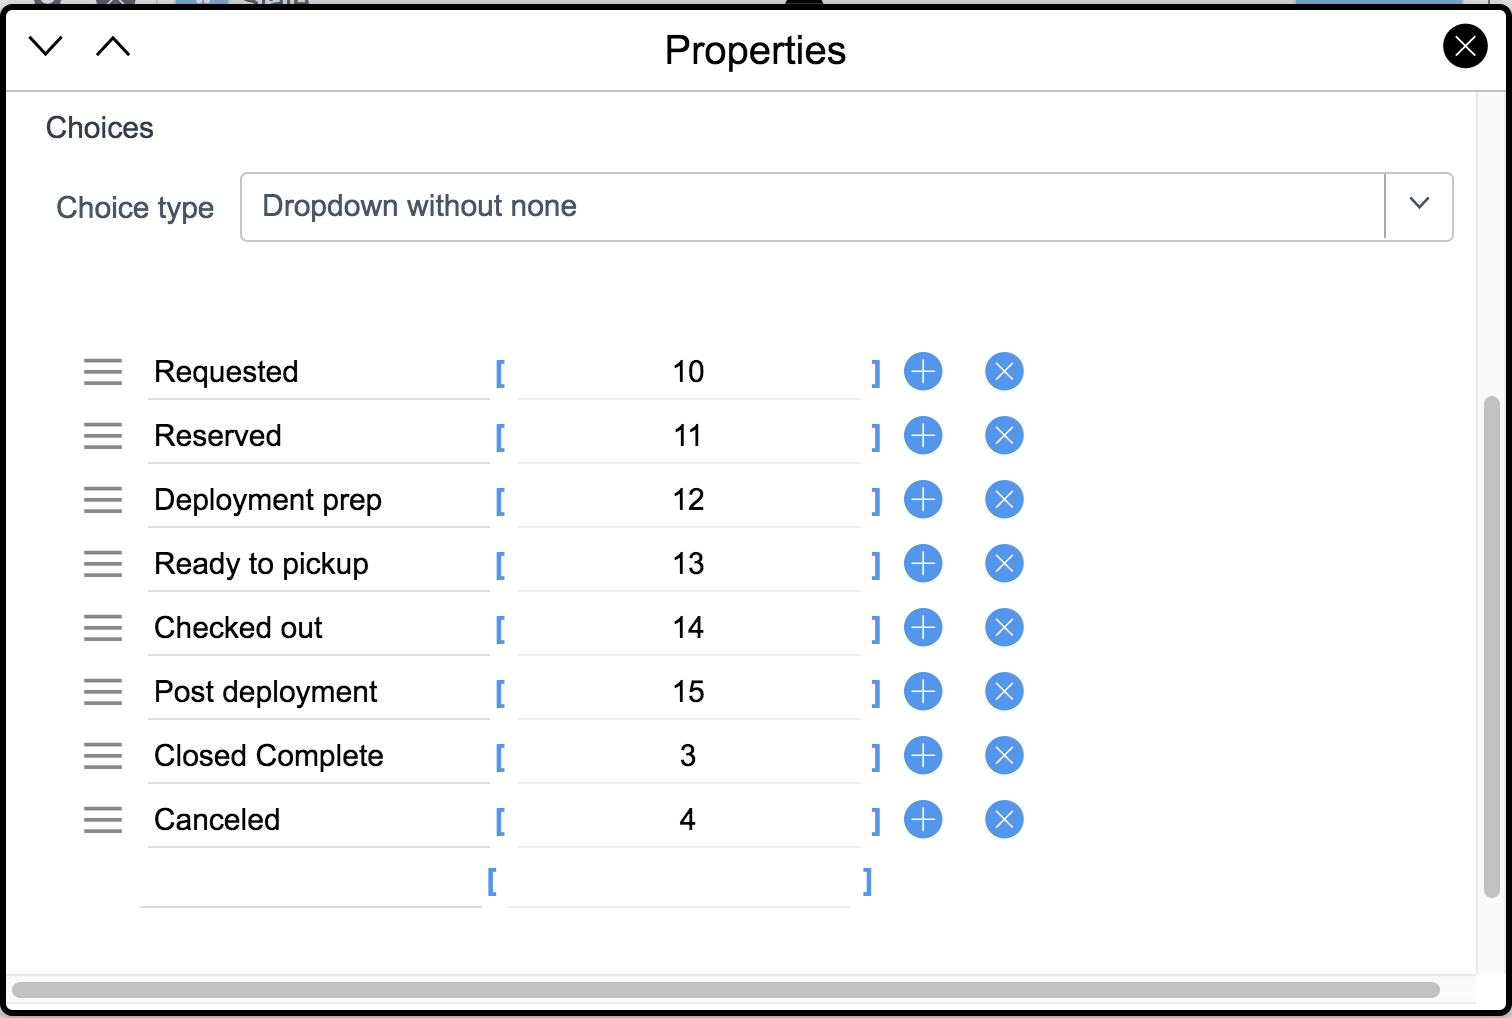 Properties
Choices
Choice type Dropdown without none
Requested [ 10 ]
Reserved [ 11 ]
Deployment prep [ 12 ]
Ready to pickup [ 13 ]
Checked out [ 14 ]
Post deployment [ 15 ]
Closed Complete [ 3 ]
Canceled [ 4 ]
[ ]